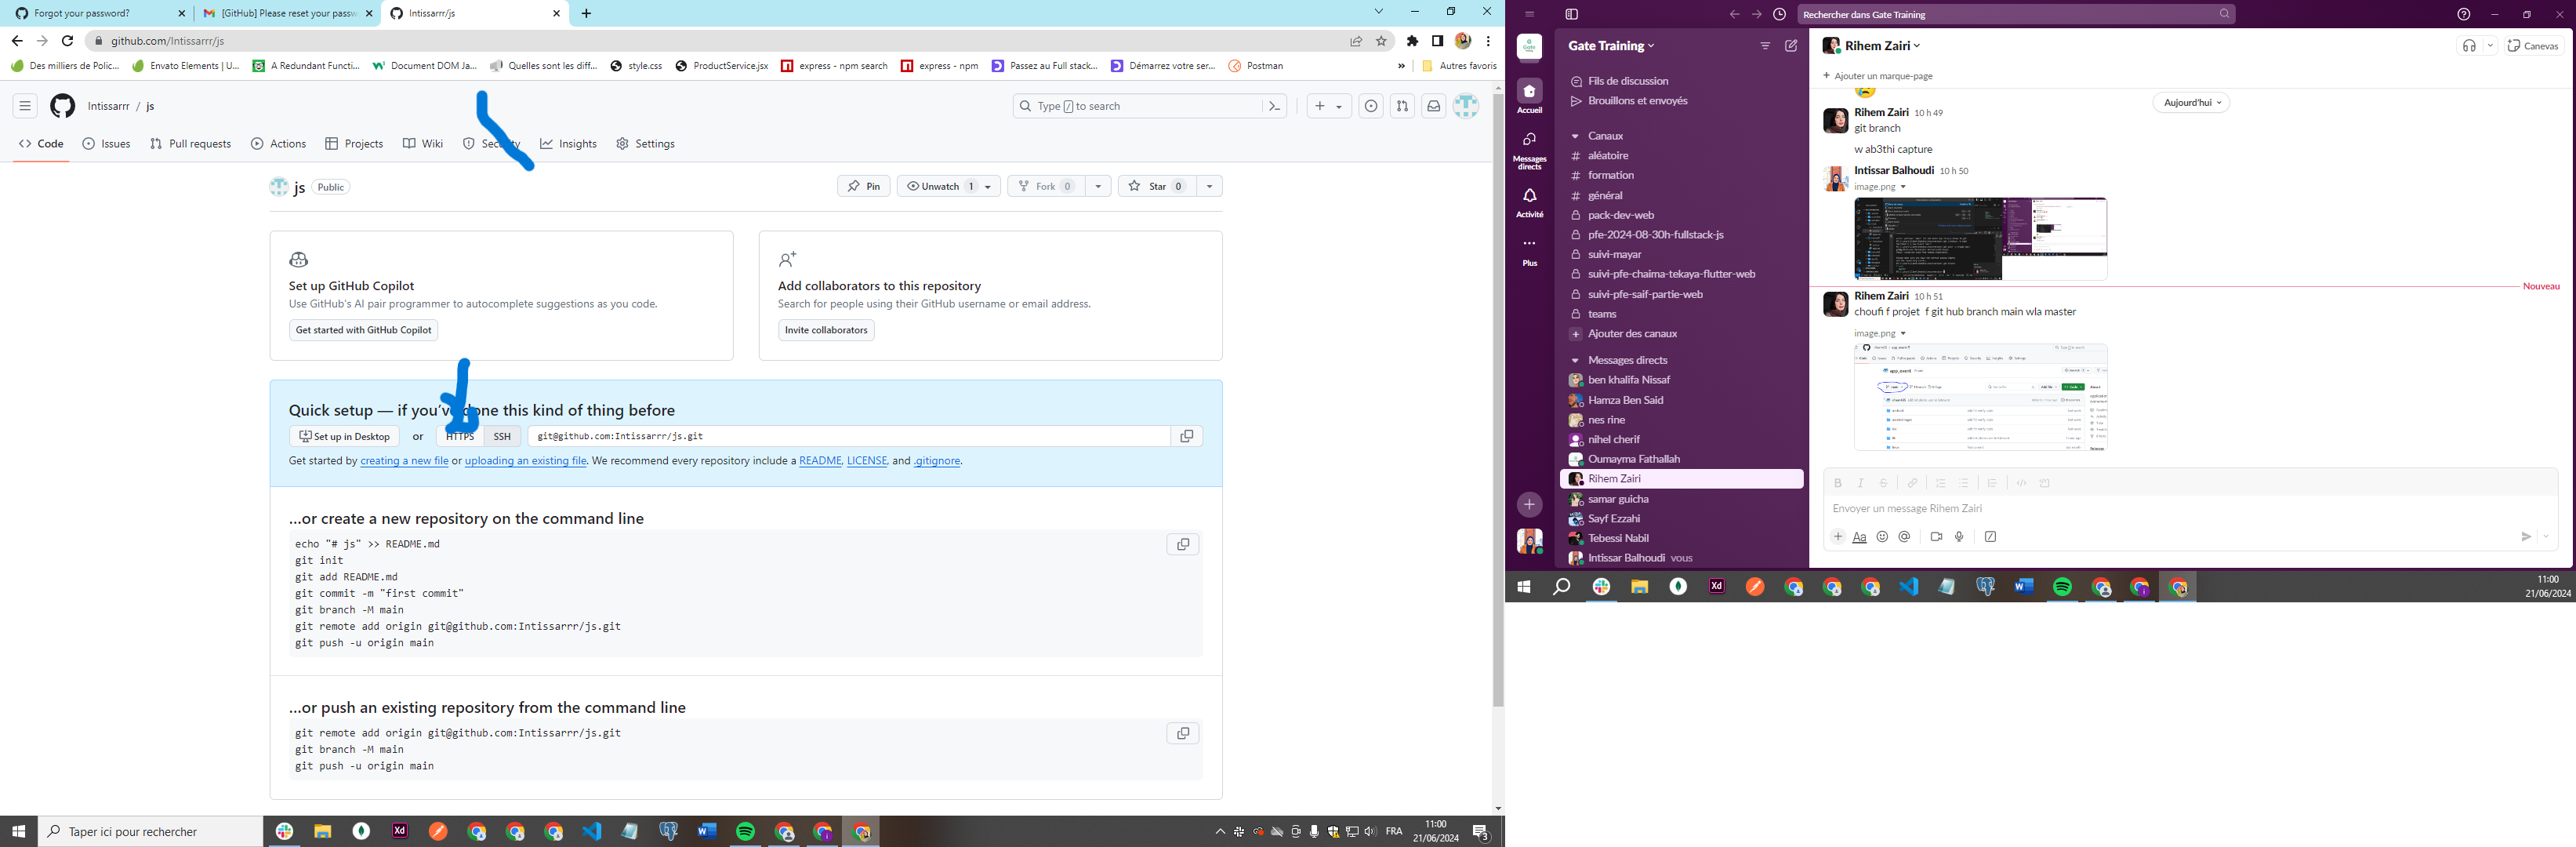 Forgot your password?
[GitHub] Please reset your passw
Intissarrr/js
github.com/Intissarrr/js
Des milliers de Polic...
Envato Elements | U...
A Redundant Functi...
Document DOM Ja...
Quelles sont les diff...
style.css
ProductService.jsx
express - npm search
express - npm
Passez au Full stack...
Démarrez votre ser...
Postman
»
Autres favoris
Intissarrr / js
Type / to search
Code
Issues
Pull requests
Actions
Projects
Wiki
Security
Insights
Settings
js Public
Pin
Unwatch 1
Fork 0
Star 0
Set up GitHub Copilot
Use GitHub's AI pair programmer to autocomplete suggestions as you code.
Get started with GitHub Copilot
Add collaborators to this repository
Search for people using their GitHub username or email address.
Invite collaborators
Quick setup — if you've done this kind of thing before
Set up in Desktop or HTTPS SSH git@github.com:Intissarrr/js.git
Get started by creating a new file or uploading an existing file. We recommend every repository include a README, LICENSE, and .gitignore.
...or create a new repository on the command line
echo "# js" >> README.md
git init
git add README.md
git commit -m "first commit"
git branch -M main
git remote add origin git@github.com:Intissarrr/js.git
git push -u origin main
...or push an existing repository from the command line
git remote add origin git@github.com:Intissarrr/js.git
git branch -M main
git push -u origin main
Taper ici pour rechercher
FRA
11:00
21/06/2024
3
Rechercher dans Gate Training
Accueil
Messages directs
Activité
Plus
Gate Training
Fils de discussion
Brouillons et envoyés
Canaux
# aléatoire
# formation
# général
pack-dev-web
pfe-2024-08-30h-fullstack-js
suivi-mayar
suivi-pfe-chaima-tekaya-flutter-web
suivi-pfe-saif-partie-web
teams
+ Ajouter des canaux
Messages directs
ben khalifa Nissaf
Hamza Ben Said
nes rine
nihel cherif
Oumayma Fathallah
Rihem Zairi
samar guicha
Sayf Ezzahi
Tebessi Nabil
Intissar Balhoudi vous
Rihem Zairi
Canevas
+ Ajouter un marque-page
Aujourd'hui
Rihem Zairi 10 h 49
git branch
w ab3thi capture
Intissar Balhoudi 10 h 50
image.png
Nouveau
Rihem Zairi 10 h 51
choufi f projet f git hub branch main wla master
image.png
Envoyer un message Rihem Zairi
11:00
21/06/2024